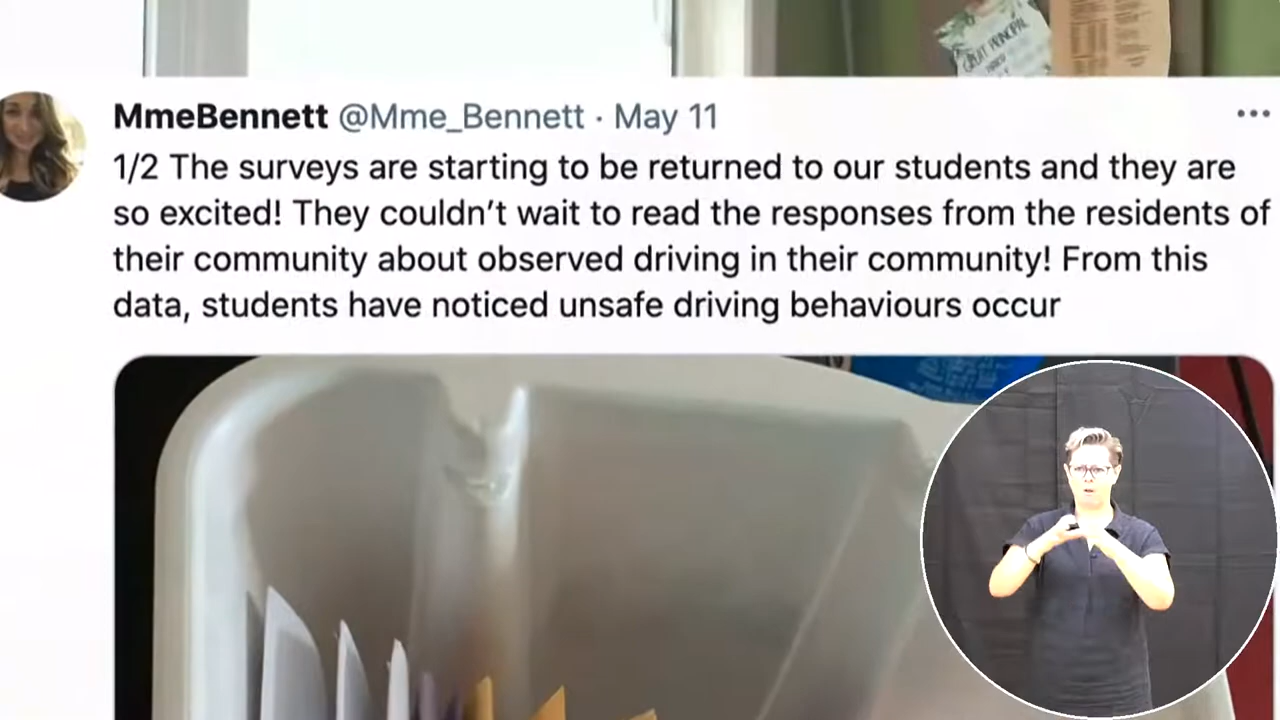 GREAT PRINCIPAL
MmeBennett @Mme_Bennett · May 11
1/2 The surveys are starting to be returned to our students and they are
so excited! They couldn't wait to read the responses from the residents of
their community about observed driving in their community! From this
data, students have noticed unsafe driving behaviours occur